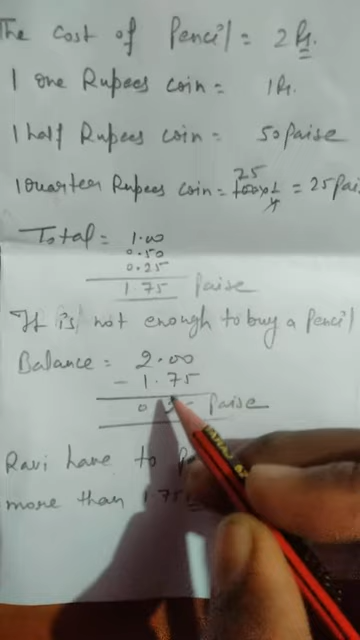 The cost of Pencil = 2 Rs.
1 one Rupees coin = 1 Rs.
1 half Rupees coin = 50 Paise
25
1 Quarter Rupees coin = 100 x 1/4 = 25 Pai
Total = 1.00
0.50
0.25
1.75 Paise
It is not enough to buy a Pencil
Balance = 2.00
- 1.75
0 Paise
Ravi have to
more than 1.75